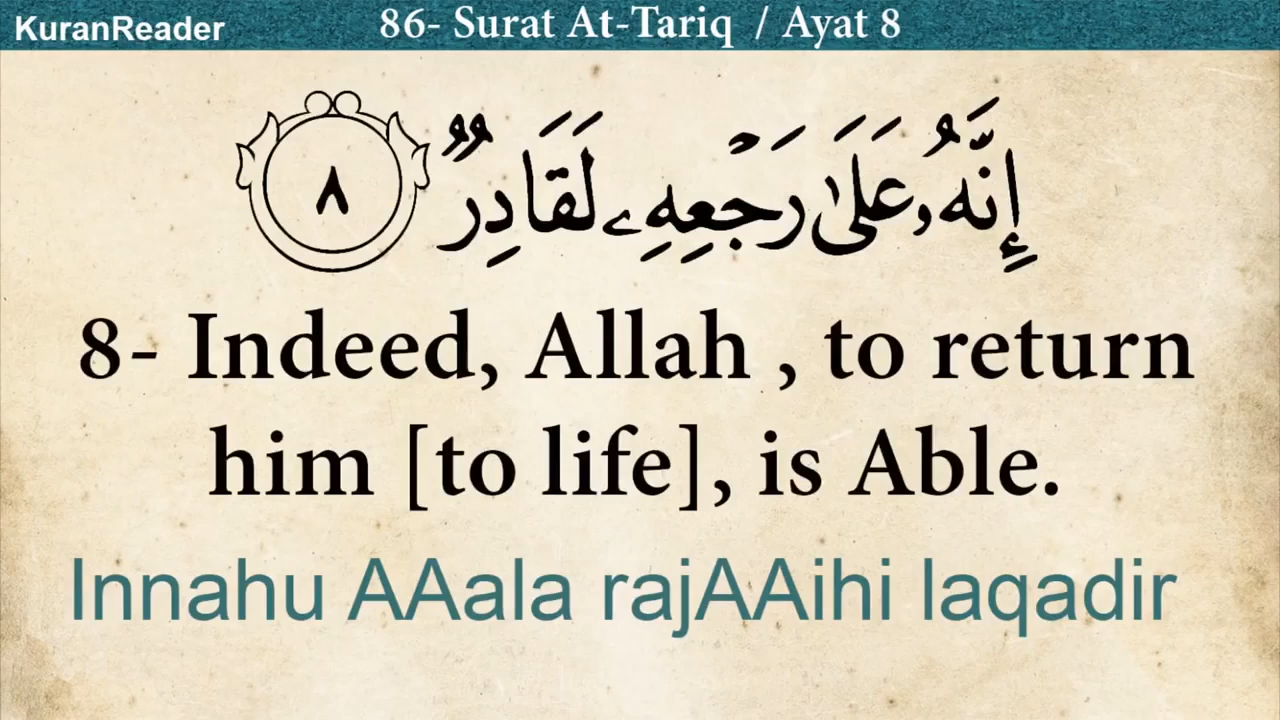 KuranReader
86- Surat At-Tariq / Ayat 8
إِنَّهُۥ عَلَىٰ رَجْعِهِۦ لَقَادِرٌ ٨
8- Indeed, Allah , to return
him [to life], is Able.
Innahu AAala rajAAihi laqadir